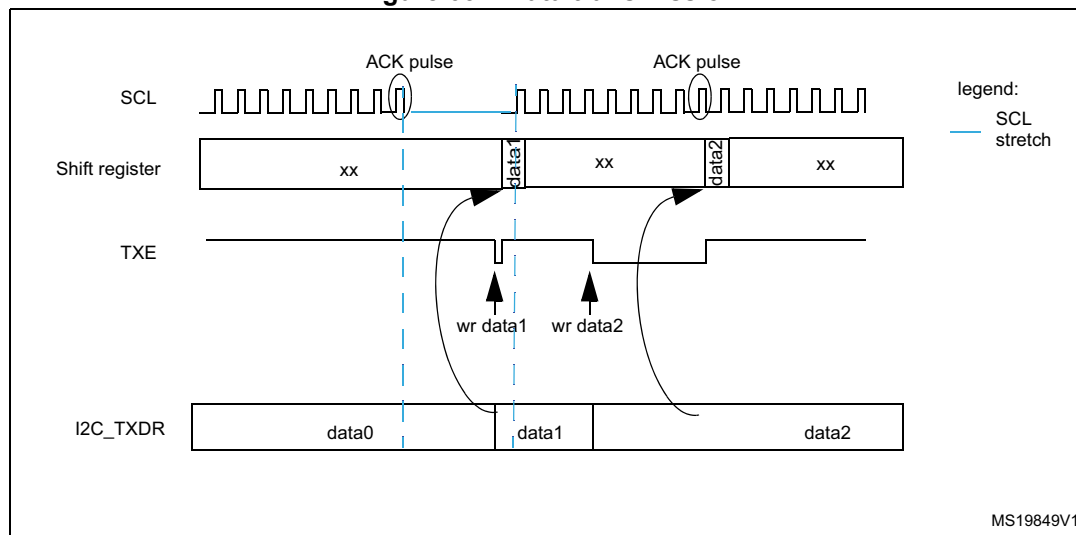 ACK pulse
ACK pulse
SCL
legend:
SCL
stretch
Shift register
xx
data1
xx
data2
xx
TXE
wr data1
wr data2
I2C_TXDR
data0
data1
data2
MS19849V1